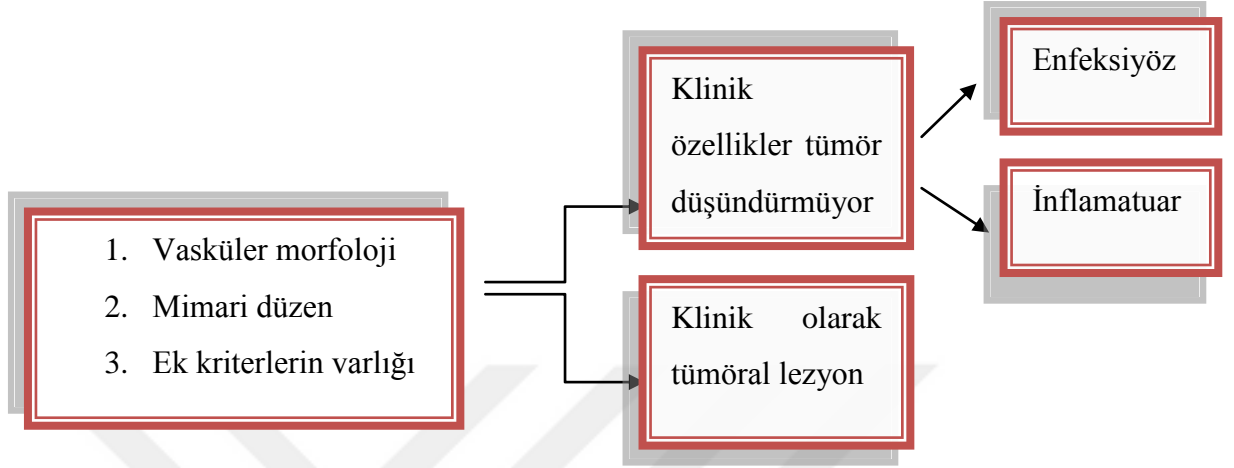 1. Vasküler morfoloji
2. Mimari düzen
3. Ek kriterlerin varlığı
Klinik
özellikler tümör
düşündürmüyor
Klinik olarak
tümöral lezyon
Enfeksiyöz
İnflamatuar